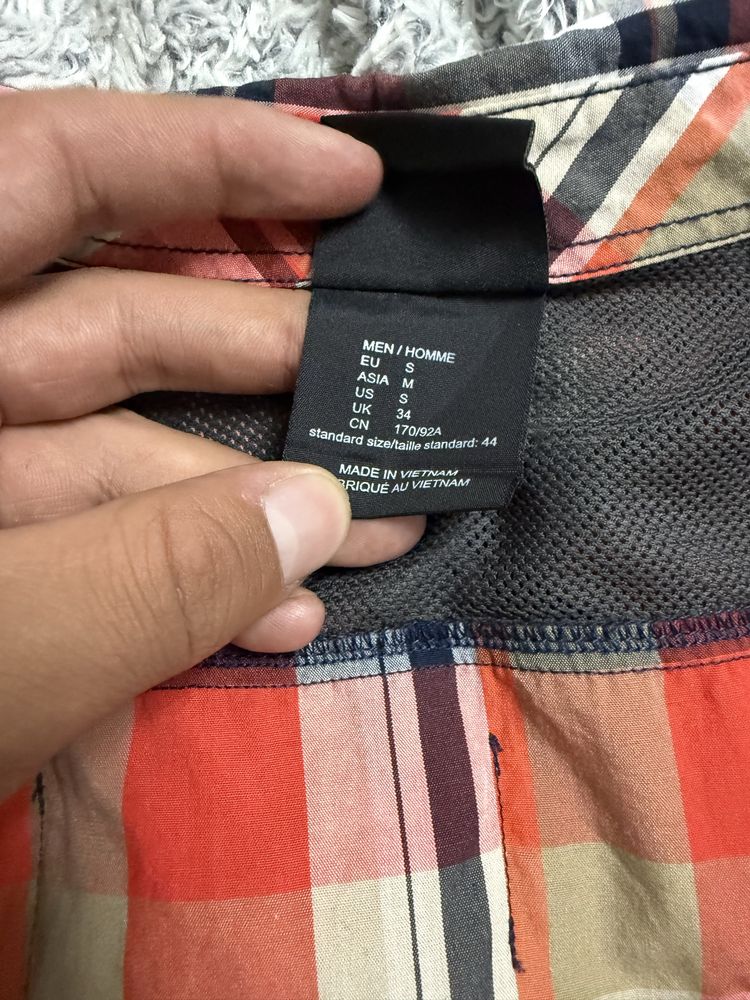 MEN / HOMME
EU S
ASIA M
US S
UK 34
CN 170/92A
standard size/taille standard: 44
MADE IN VIETNAM
BRIQUÉ AU VIETNAM